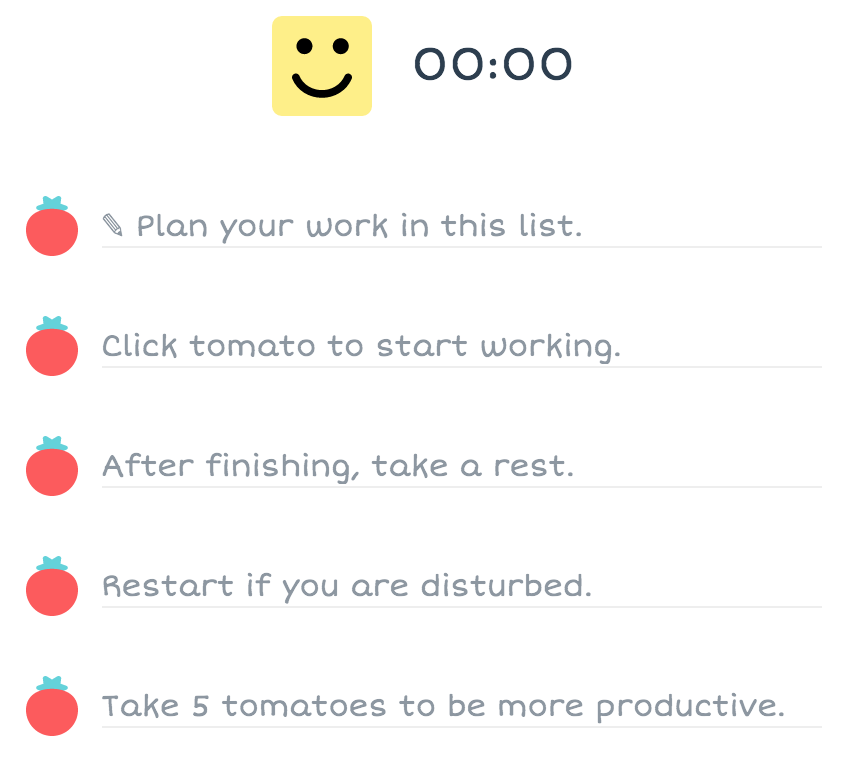 00:00
✎ Plan your work in this list.
Click tomato to start working.
After finishing, take a rest.
Restart if you are disturbed.
Take 5 tomatoes to be more productive.